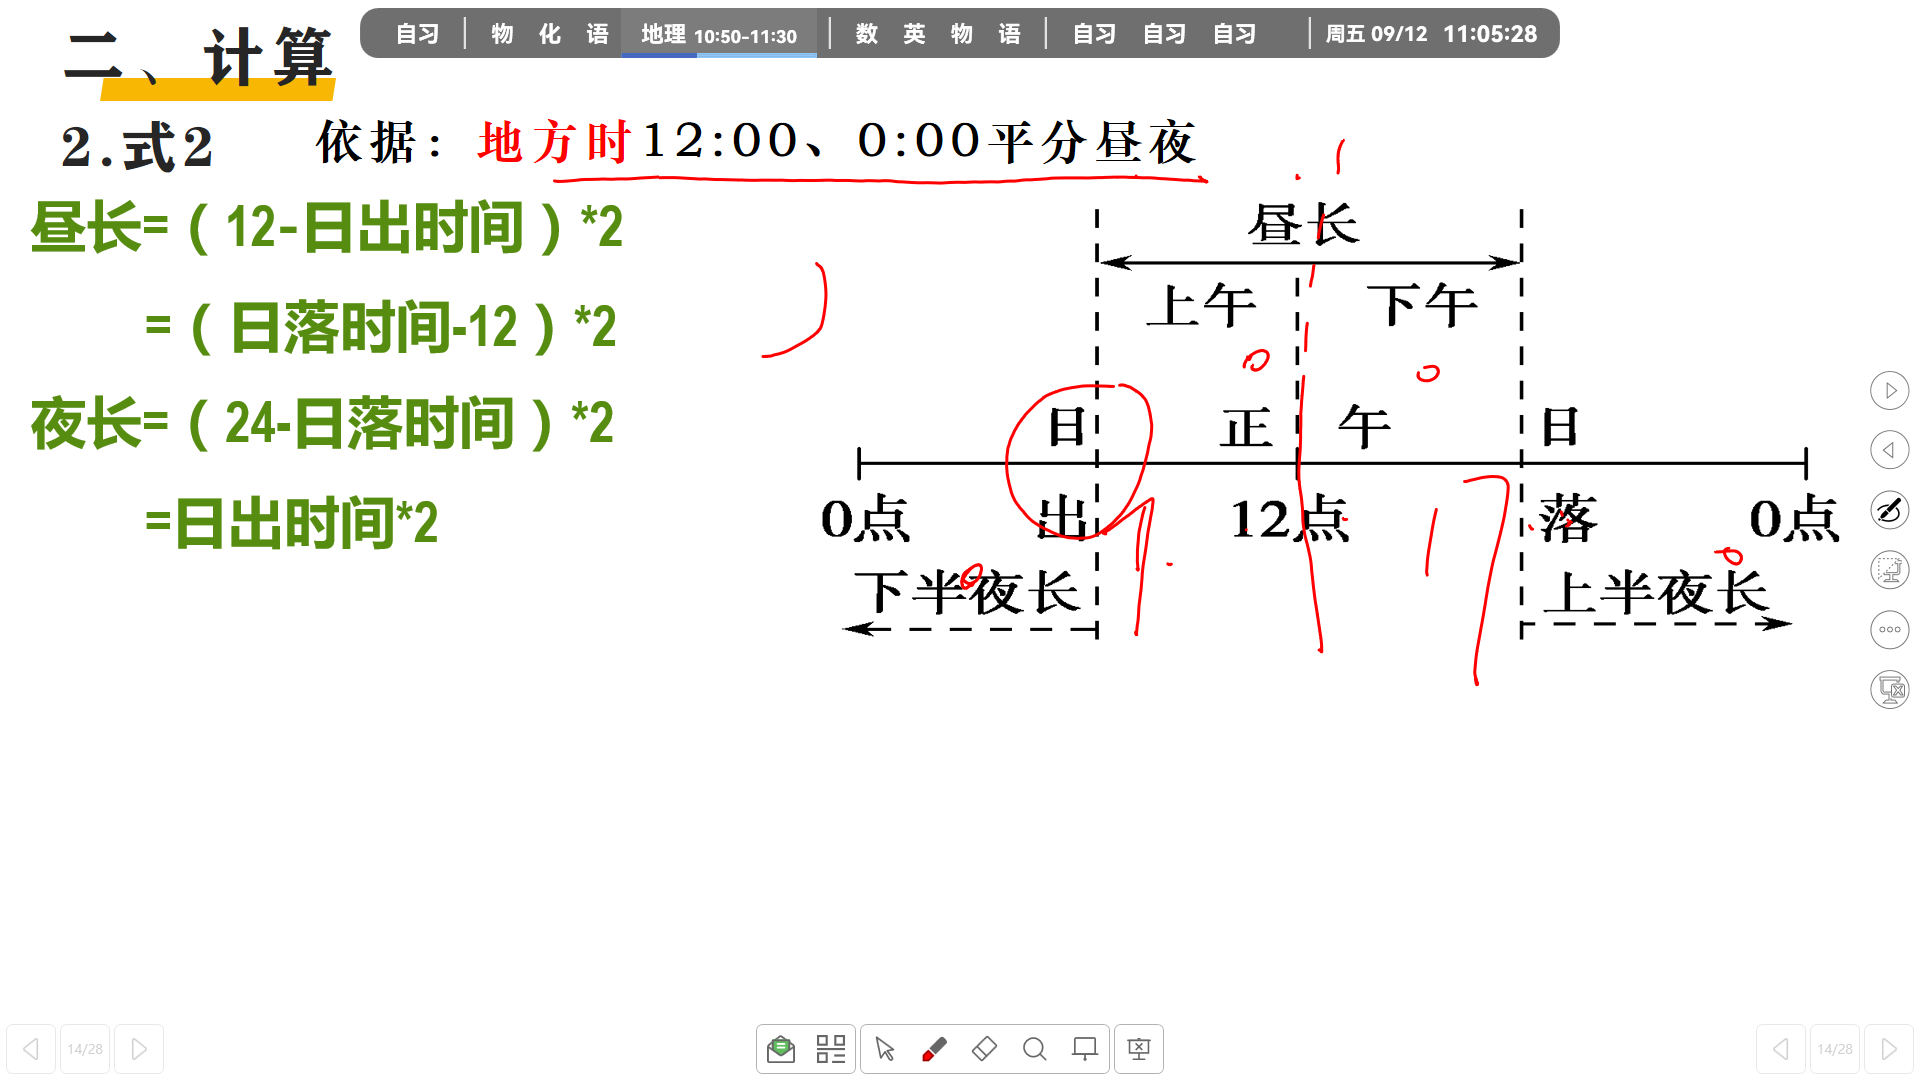 自习 物 化 语 地理 10:50-11:30 数 英 物 语 自习 自习 自习 周五 09/12 11:05:28
二、计算
2.式2 依据：地方时12:00、0:00平分昼夜
昼长=（12-日出时间）*2
=（日落时间-12）*2
夜长=（24-日落时间）*2
=日出时间*2
昼长
上午 下午
日 正 午 日
0点 出 12点 落 0点
17
下半夜长 上半夜长
14/28 14/28